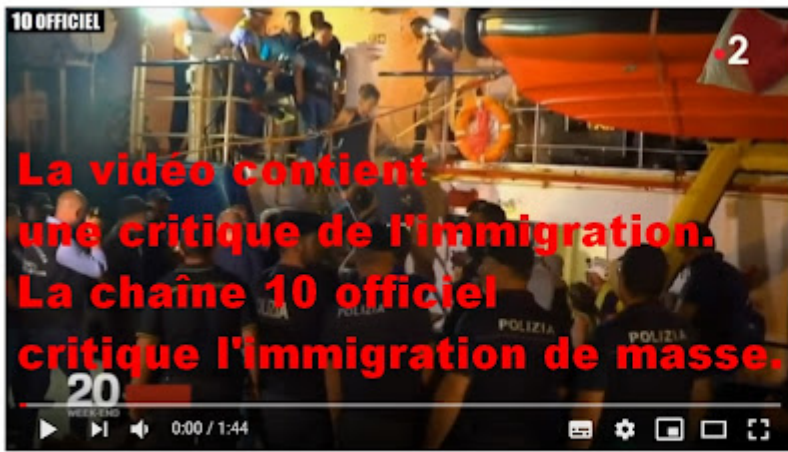 10 OFFICIEL
2
La vidéo contient
une critique de l'immigration.
La chaîne 10 officiel
critique l'immigration de masse.
POLIZIA
POLIZIA
POLIZIA
20
WEEK-END
0:00 / 1:44